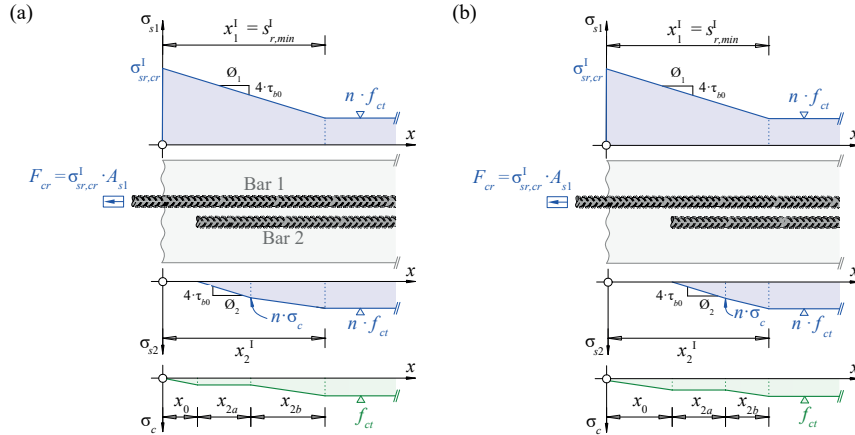 (a)
σs1
x₁ᴵ = sᴵr,min
σᴵsr,cr
Ø₁
4·τb0
n · fct
x
Fcr = σᴵsr,cr · As1
Bar 1
Bar 2
x
4·τb0
Ø₂
n·σc
n · fct
σs2
x₂ᴵ
x
x₀
x2a
x2b
fct
σc
(b)
σs1
x₁ᴵ = sᴵr,min
σᴵsr,cr
Ø₁
4·τb0
n · fct
x
Fcr = σᴵsr,cr · As1
x
4·τb0
Ø₂
n·σc
n · fct
σs2
x₂ᴵ
x
x₀
x2a
x2b
fct
σc